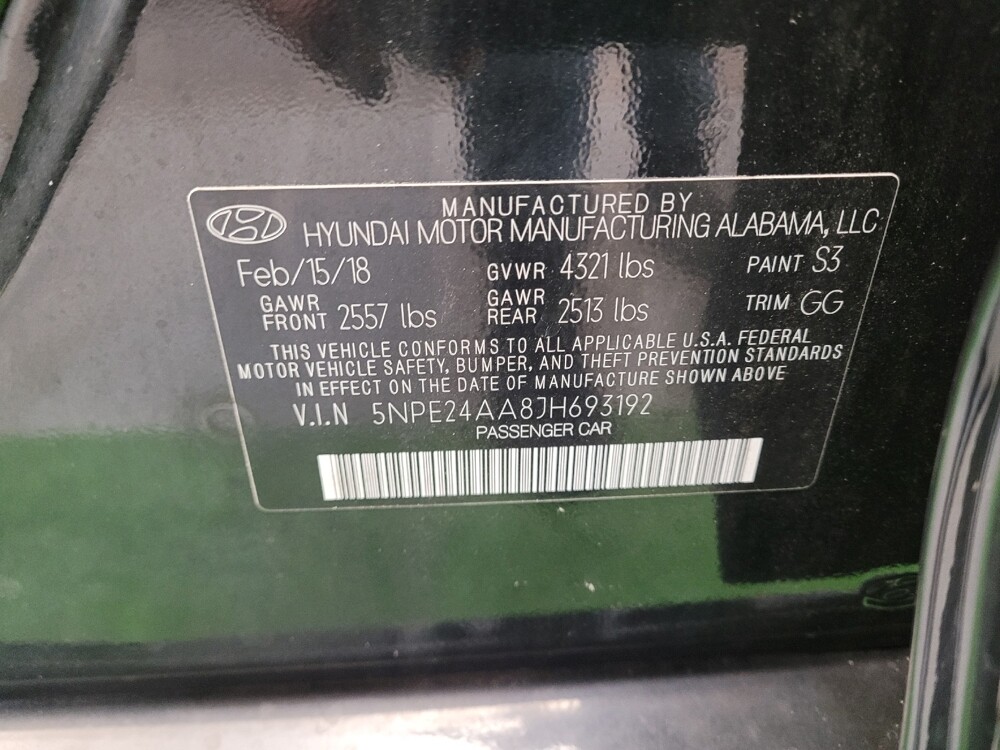 MANUFACTURED BY
HYUNDAI MOTOR MANUFACTURING ALABAMA, LLC
Feb/15/18 GVWR 4321 lbs PAINT S3
GAWR FRONT 2557 lbs GAWR REAR 2513 lbs TRIM GG
THIS VEHICLE CONFORMS TO ALL APPLICABLE U.S.A. FEDERAL
MOTOR VEHICLE SAFETY, BUMPER, AND THEFT PREVENTION STANDARDS
IN EFFECT ON THE DATE OF MANUFACTURE SHOWN ABOVE
V.I.N 5NPE24AA8JH693192
PASSENGER CAR